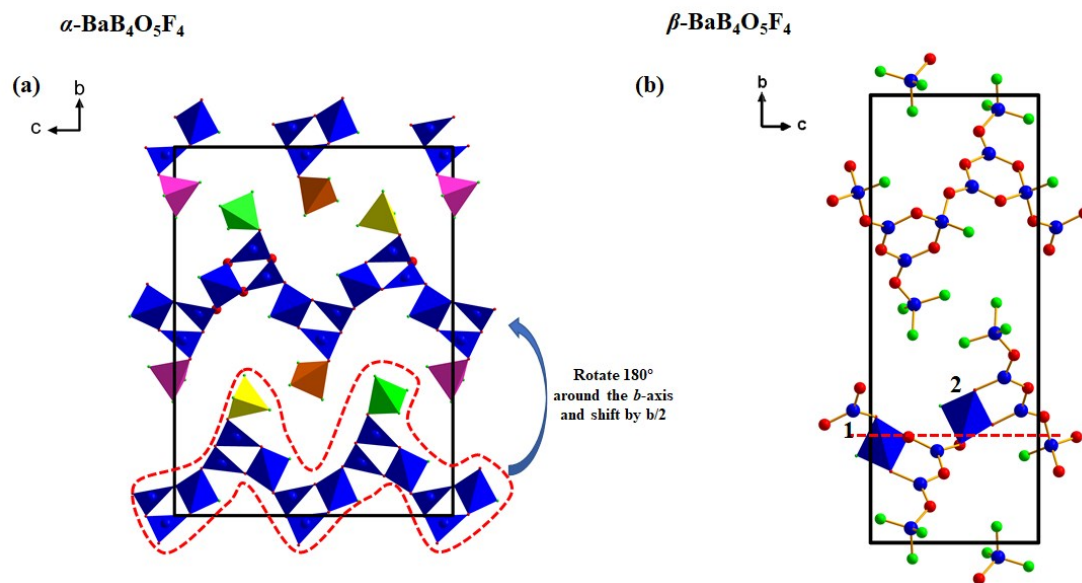 α-BaB₄O₅F₄
β-BaB₄O₅F₄
(a)
b
c
Rotate 180°
around the b-axis
and shift by b/2
(b)
b
c
2
1